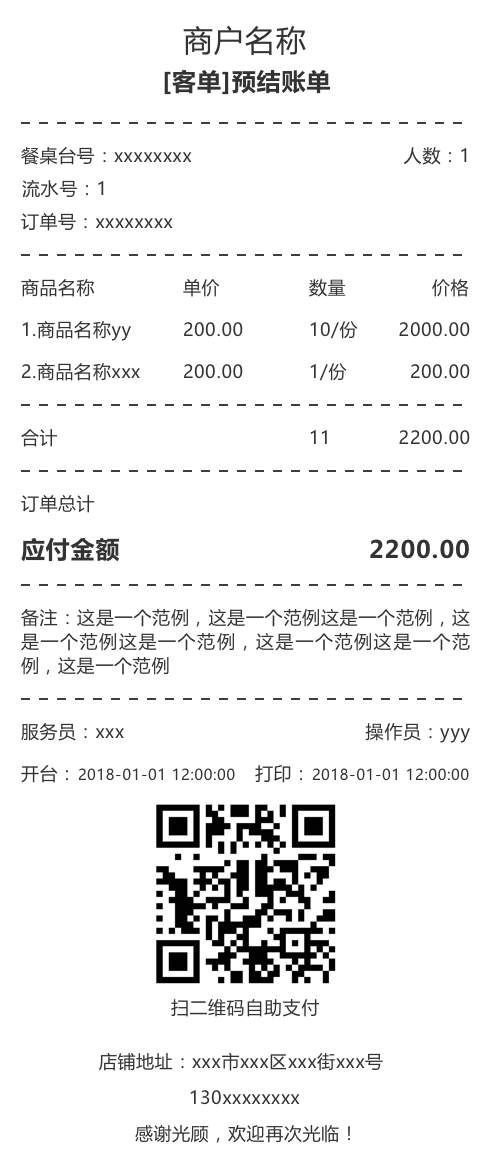 商户名称
[客单]预结账单
餐桌台号：xxxxxxxx 人数：1
流水号：1
订单号：xxxxxxxx
商品名称 单价 数量 价格
1.商品名称yy 200.00 10/份 2000.00
2.商品名称xxx 200.00 1/份 200.00
合计 11 2200.00
订单总计
应付金额 2200.00
备注：这是一个范例，这是一个范例这是一个范例，这
是一个范例这是一个范例，这是一个范例这是一个范
例，这是一个范例
服务员：xxx 操作员：yyy
开台：2018-01-01 12:00:00 打印：2018-01-01 12:00:00
扫二维码自助支付
店铺地址：xxx市xxx区xxx街xxx号
130xxxxxxxx
感谢光顾，欢迎再次光临！